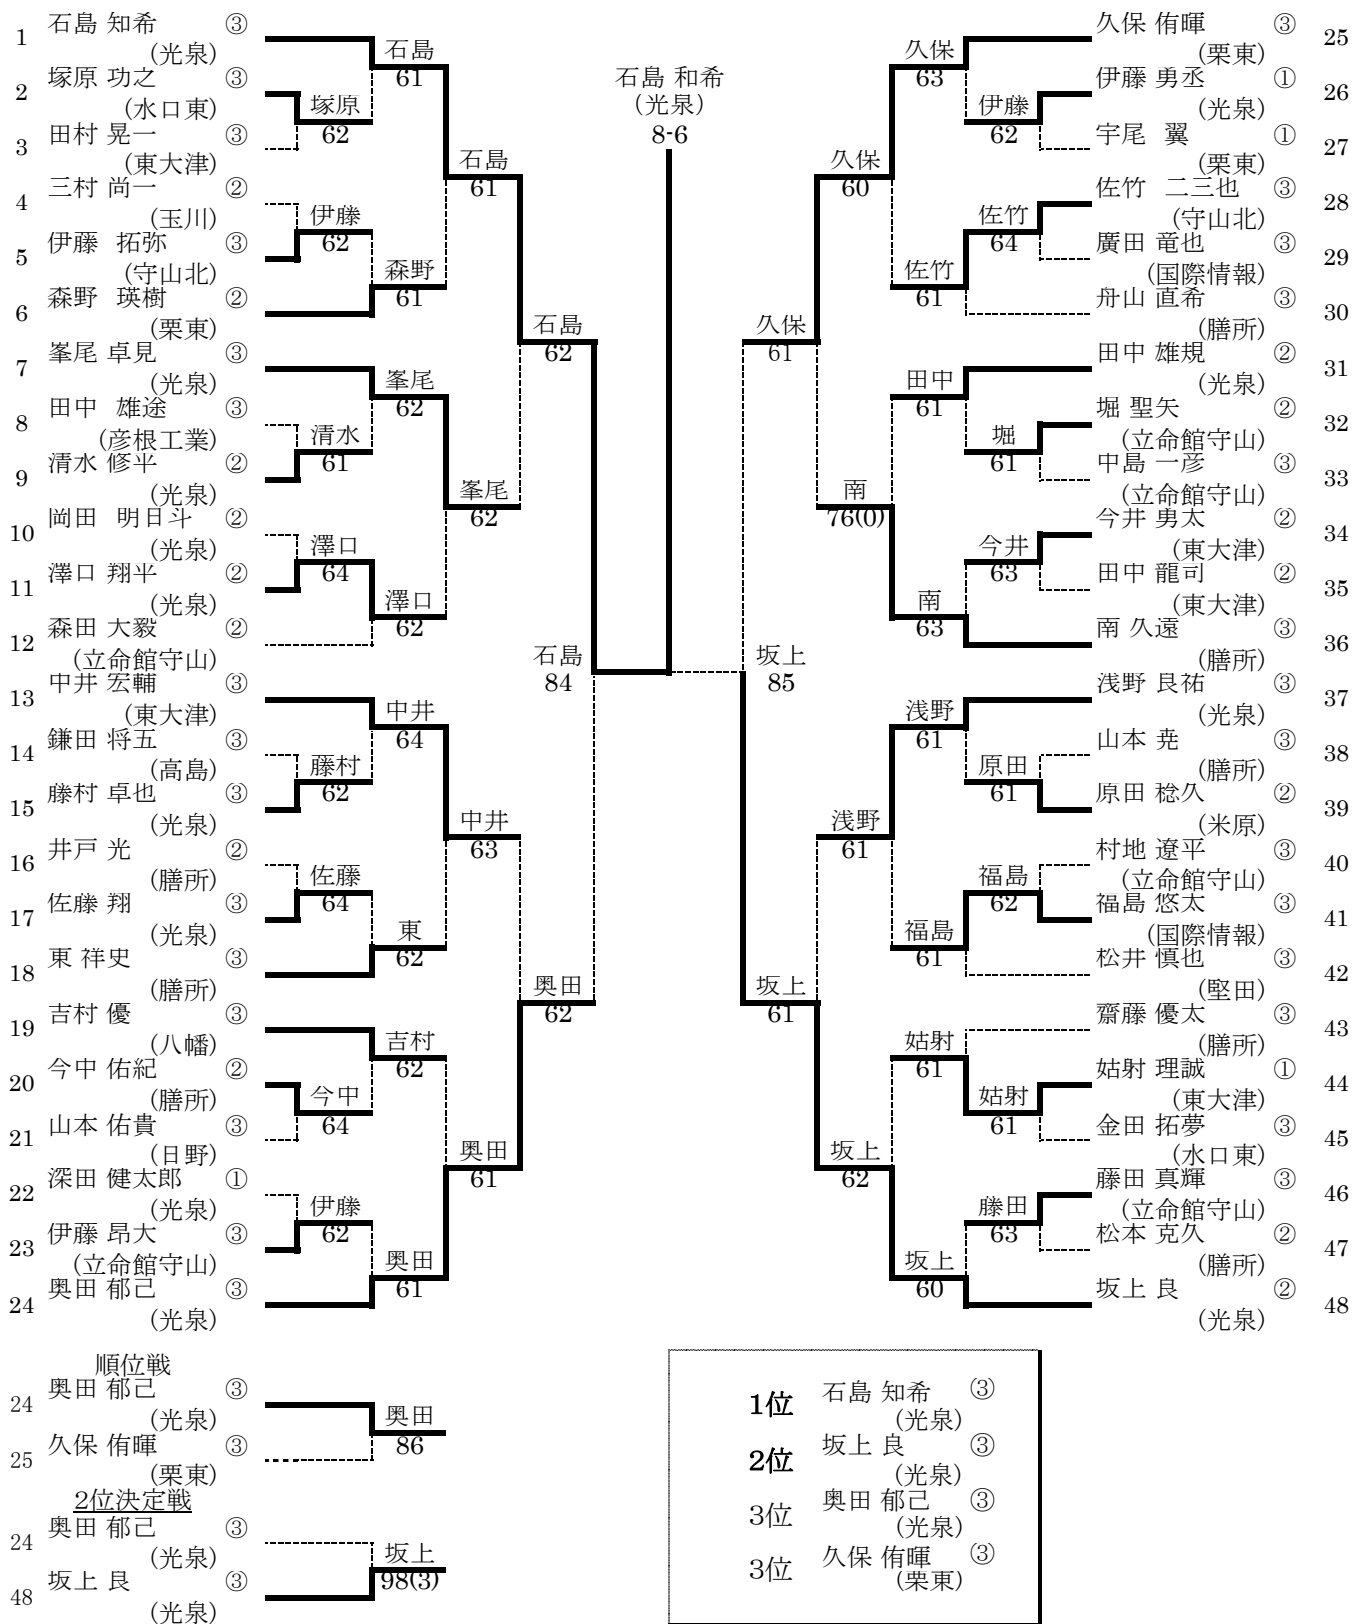 1 石島 知希 ③
(光泉)
2 塚原 功之 ③
(水口東)
3 田村 晃一 ③
(東大津)
4 三村 尚一 ②
(玉川)
5 伊藤 拓弥 ③
(守山北)
6 森野 瑛樹 ②
(栗東)
7 峯尾 卓見 ③
(光泉)
8 田中 雄途 ③
(彦根工業)
9 清水 修平 ②
(光泉)
10 岡田 明日斗 ②
(光泉)
11 澤口 翔平 ②
(光泉)
12 森田 大毅 ②
(立命館守山)
13 中井 宏輔 ③
(東大津)
14 鎌田 将五 ③
(高島)
15 藤村 卓也 ③
(光泉)
16 井戸 光 ②
(膳所)
17 佐藤 翔 ③
(光泉)
18 東 祥史 ③
(膳所)
19 吉村 優 ③
(八幡)
20 今中 佑紀 ②
(膳所)
21 山本 佑貴 ③
(日野)
22 深田 健太郎 ①
(光泉)
23 伊藤 昂大 ③
(立命館守山)
24 奥田 郁己 ③
(光泉)
塚原
62
伊藤
62
清水
61
澤口
64
藤村
62
佐藤
64
今中
64
伊藤
62
石島
61
森野
61
峯尾
62
澤口
62
中井
64
東
62
吉村
62
奥田
61
石島
61
峯尾
62
中井
63
奥田
61
石島
62
奥田
62
石島
84
石島 和希
(光泉)
8-6
坂上
85
久保
61
坂上
61
久保
60
南
76(0)
浅野
61
坂上
62
久保
63
佐竹
61
田中
61
南
63
浅野
61
福島
61
姑射
61
坂上
60
伊藤
62
佐竹
64
堀
61
今井
63
原田
61
福島
62
姑射
61
藤田
63
久保 侑暉 ③ 25
(栗東)
伊藤 勇丞 ① 26
(光泉)
宇尾 翼 ① 27
(栗東)
佐竹 二三也 ③ 28
(守山北)
廣田 竜也 ③ 29
(国際情報)
舟山 直希 ③ 30
(膳所)
田中 雄規 ② 31
(光泉)
堀 聖矢 ② 32
(立命館守山)
中島 一彦 ③ 33
(立命館守山)
今井 勇太 ② 34
(東大津)
田中 龍司 ② 35
(東大津)
南 久遠 ③ 36
(膳所)
浅野 良祐 ③ 37
(光泉)
山本 尭 ③ 38
(膳所)
原田 稔久 ② 39
(米原)
村地 遼平 ③ 40
(立命館守山)
福島 悠太 ③ 41
(国際情報)
松井 慎也 ③ 42
(堅田)
齋藤 優太 ③ 43
(膳所)
姑射 理誠 ① 44
(東大津)
金田 拓夢 ③ 45
(水口東)
藤田 真輝 ③ 46
(立命館守山)
松本 克久 ② 47
(膳所)
坂上 良 ② 48
(光泉)
順位戦
24 奥田 郁己 ③
(光泉)
25 久保 侑暉 ③
(栗東)
奥田
86
2位決定戦
24 奥田 郁己 ③
(光泉)
48 坂上 良 ③
(光泉)
坂上
98(3)
1位 石島 知希 ③
(光泉)
2位 坂上 良 ③
(光泉)
3位 奥田 郁己 ③
(光泉)
3位 久保 侑暉 ③
(栗東)